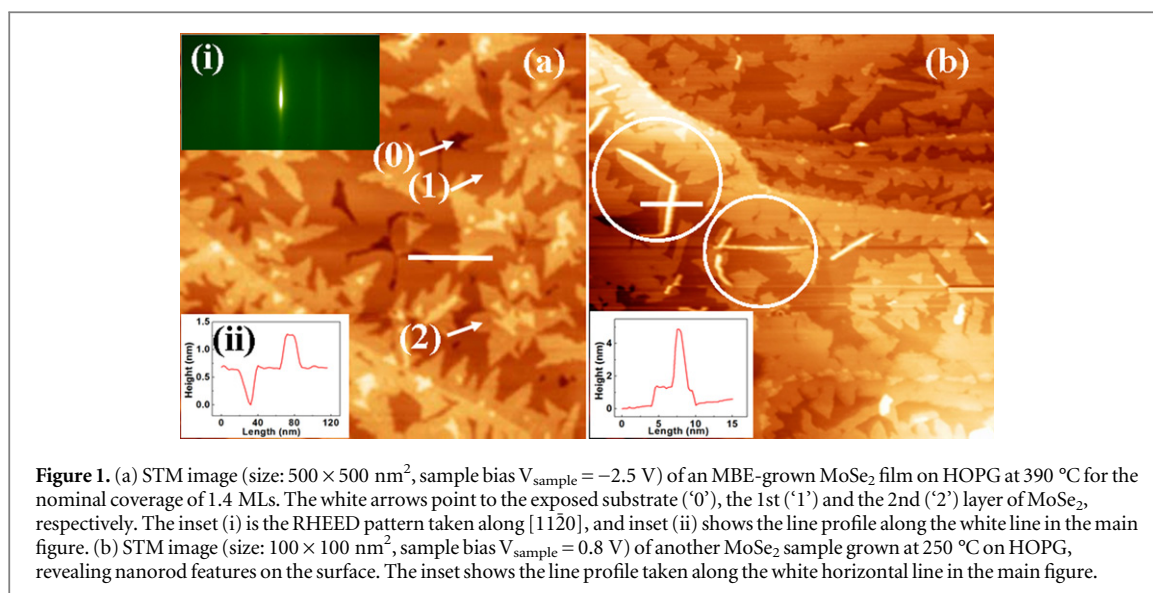 (i)
(a)
(b)
(0)
(1)
(2)
(ii)
1.5
1.0
0.5
0.0
Height (nm)
0 40 80 120
Length (nm)
4
2
0
Height (nm)
0 5 10 15
Length (nm)
Figure 1. (a) STM image (size: 500 × 500 nm², sample bias Vsample = −2.5 V) of an MBE-grown MoSe₂ film on HOPG at 390 °C for the
nominal coverage of 1.4 MLs. The white arrows point to the exposed substrate (‘0’), the 1st (‘1’) and the 2nd (‘2’) layer of MoSe₂,
respectively. The inset (i) is the RHEED pattern taken along [112̄0], and inset (ii) shows the line profile along the white line in the main
figure. (b) STM image (size: 100 × 100 nm², sample bias Vsample = 0.8 V) of another MoSe₂ sample grown at 250 °C on HOPG,
revealing nanorod features on the surface. The inset shows the line profile taken along the white horizontal line in the main figure.